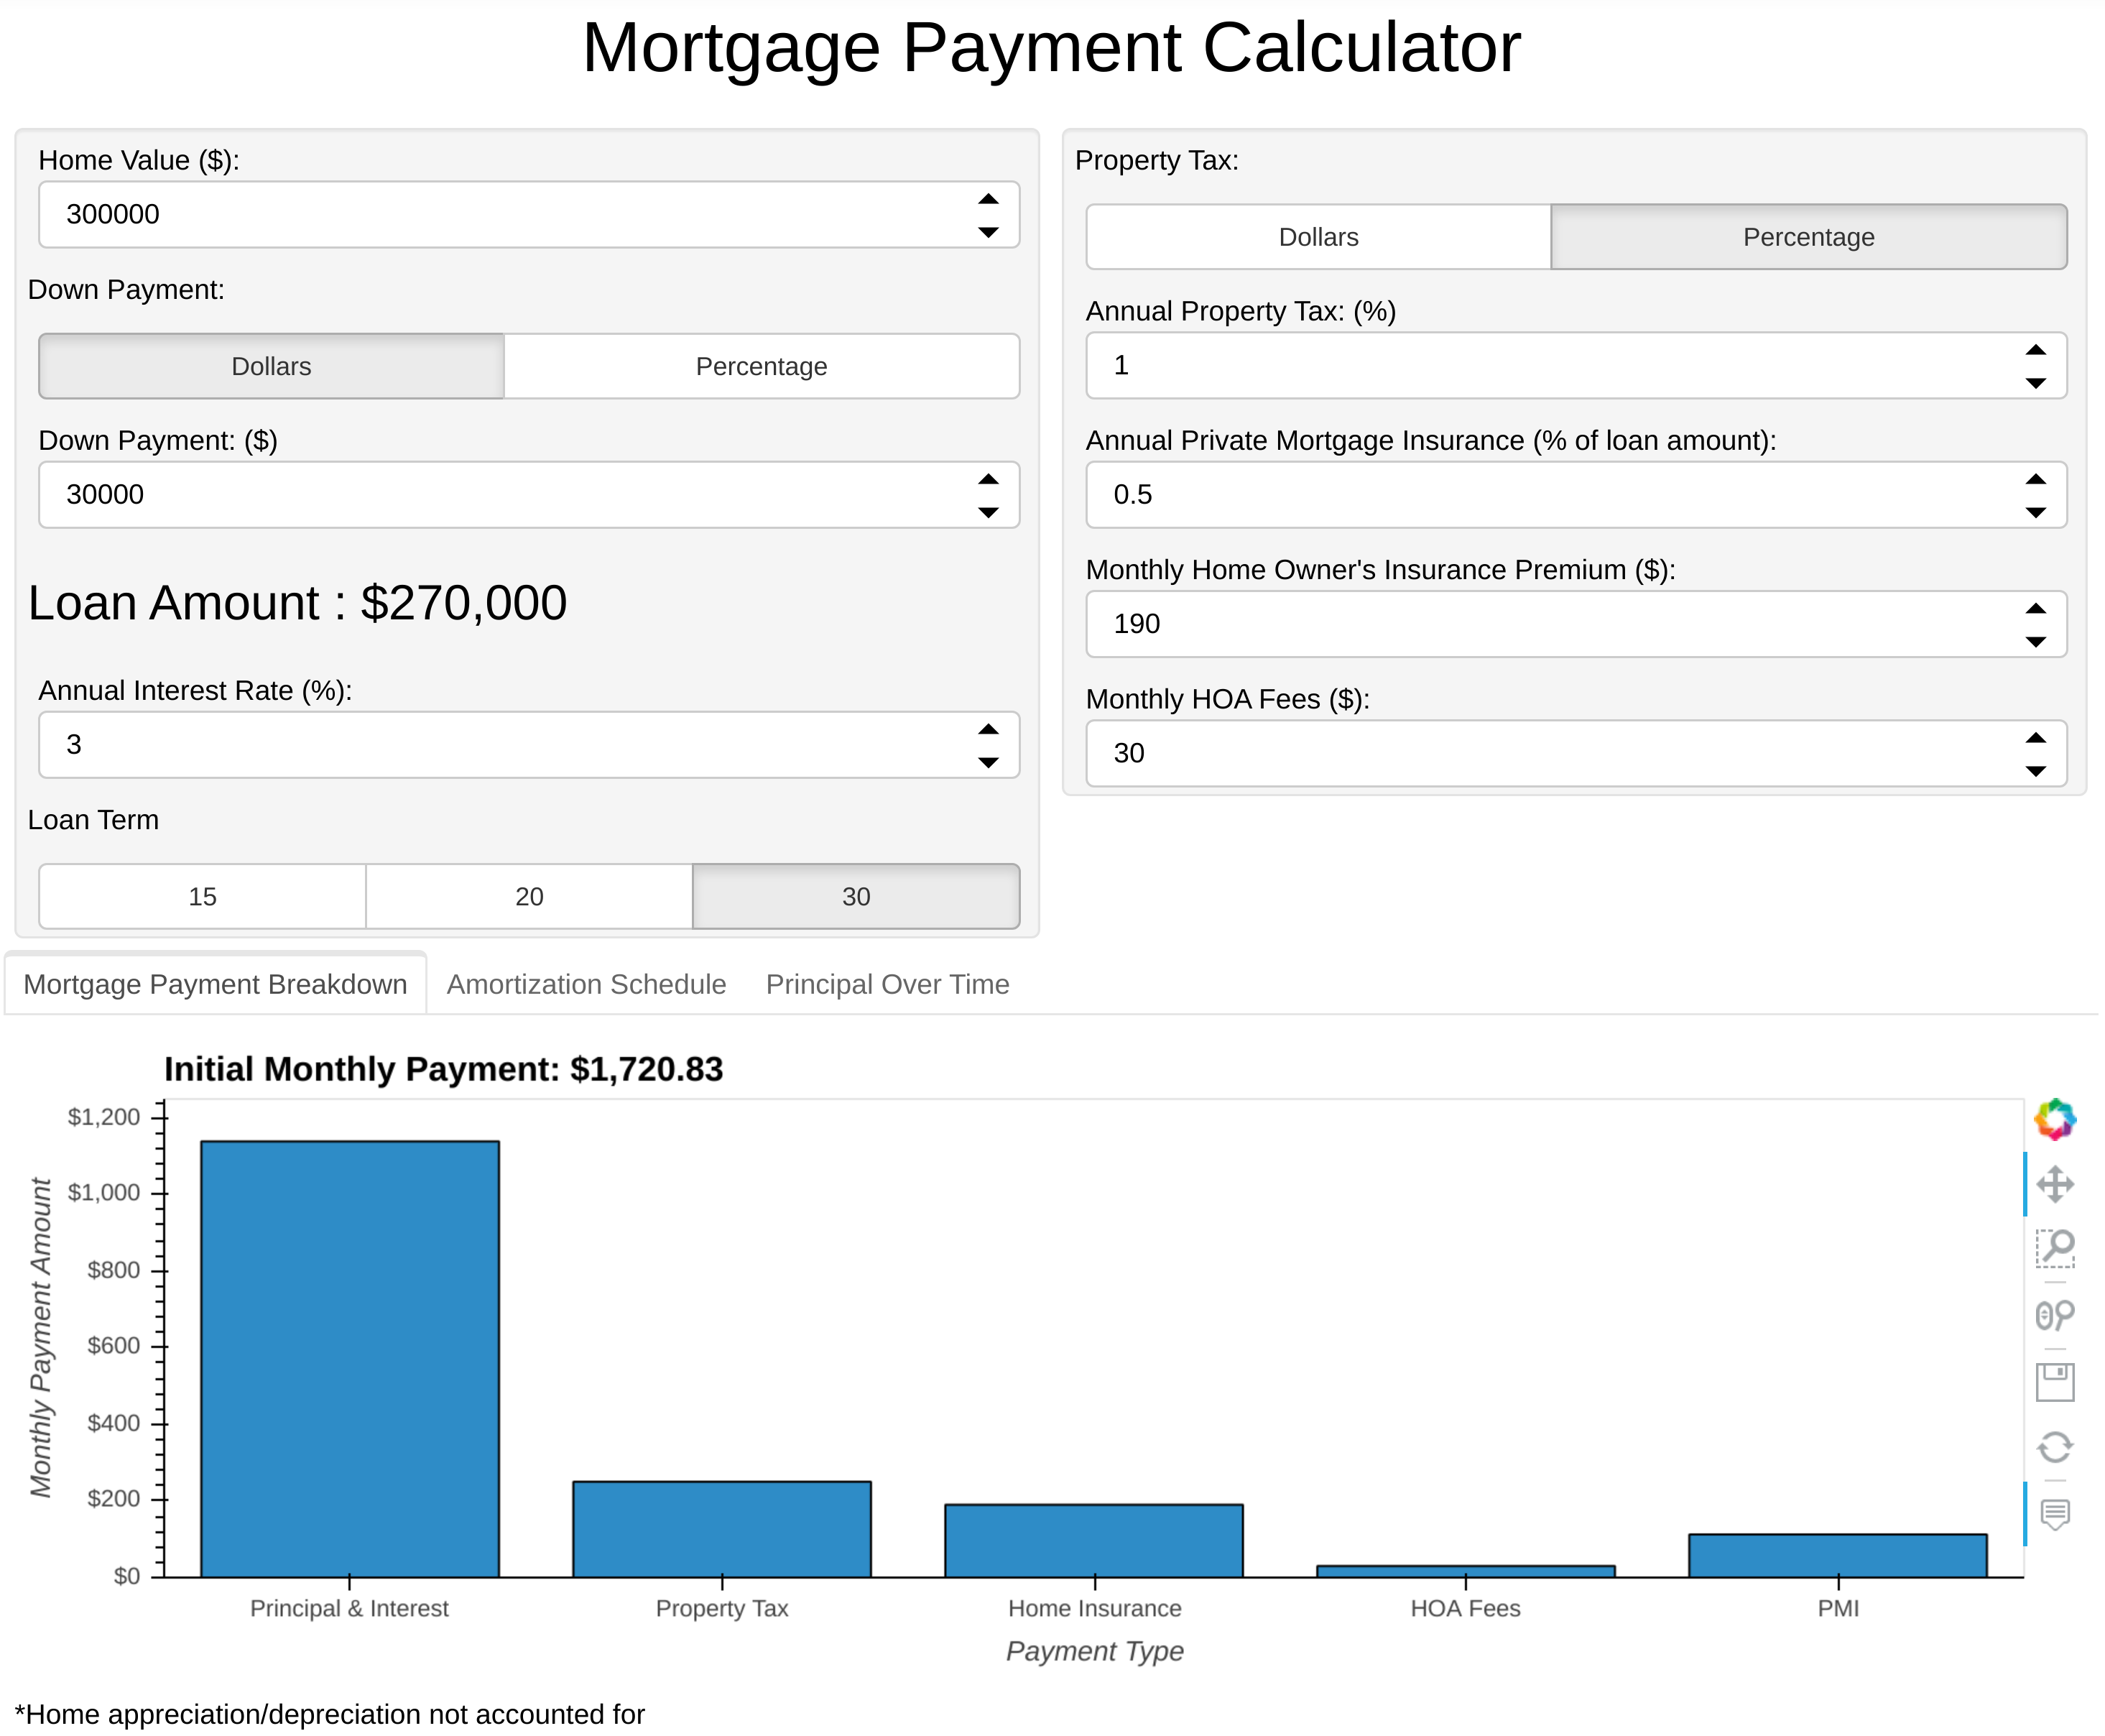 Mortgage Payment Calculator
Home Value ($):
300000
Down Payment:
Dollars
Percentage
Down Payment: ($)
30000
Loan Amount : $270,000
Annual Interest Rate (%):
3
Loan Term
15
20
30
Property Tax:
Dollars
Percentage
Annual Property Tax: (%)
1
Annual Private Mortgage Insurance (% of loan amount):
0.5
Monthly Home Owner's Insurance Premium ($):
190
Monthly HOA Fees ($):
30
Mortgage Payment Breakdown
Amortization Schedule
Principal Over Time
Initial Monthly Payment: $1,720.83
Monthly Payment Amount
$1,200
$1,000
$800
$600
$400
$200
$0
Principal & Interest
Property Tax
Home Insurance
HOA Fees
PMI
Payment Type
*Home appreciation/depreciation not accounted for